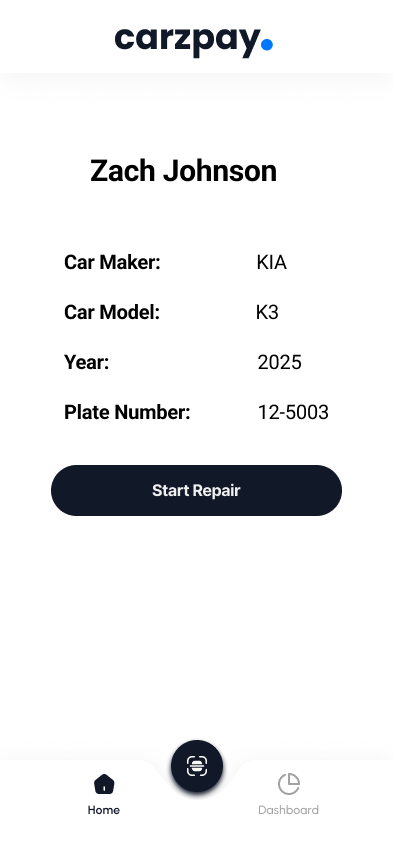 carzpay.
Zach Johnson
Car Maker: KIA
Car Model: K3
Year: 2025
Plate Number: 12-5003
Start Repair
Home Dashboard